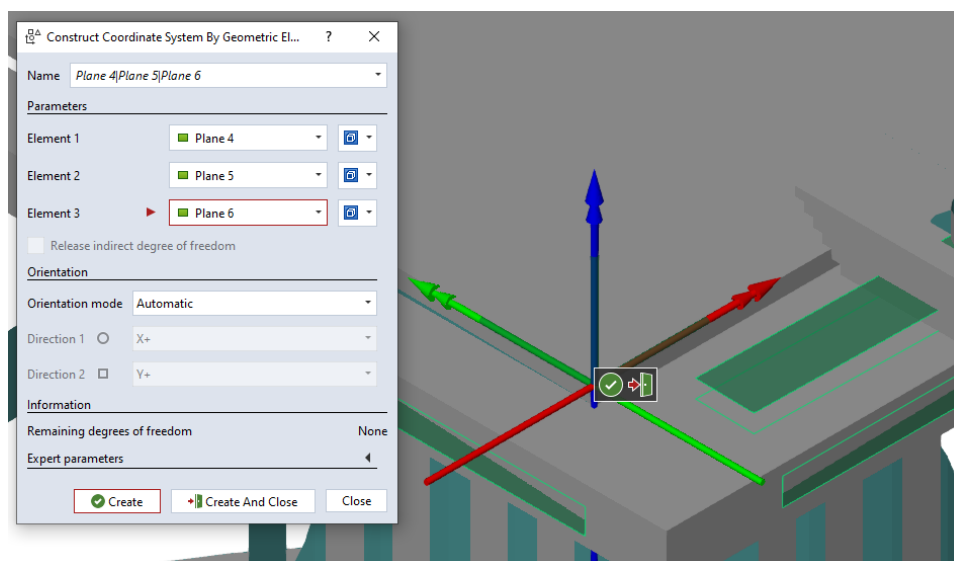 Construct Coordinate System By Geometric El... ?
Name Plane 4|Plane 5|Plane 6
Parameters
Element 1 Plane 4
Element 2 Plane 5
Element 3 Plane 6
Release indirect degree of freedom
Orientation
Orientation mode Automatic
Direction 1 X+
Direction 2 Y+
Information
Remaining degrees of freedom None
Expert parameters
Create Create And Close Close